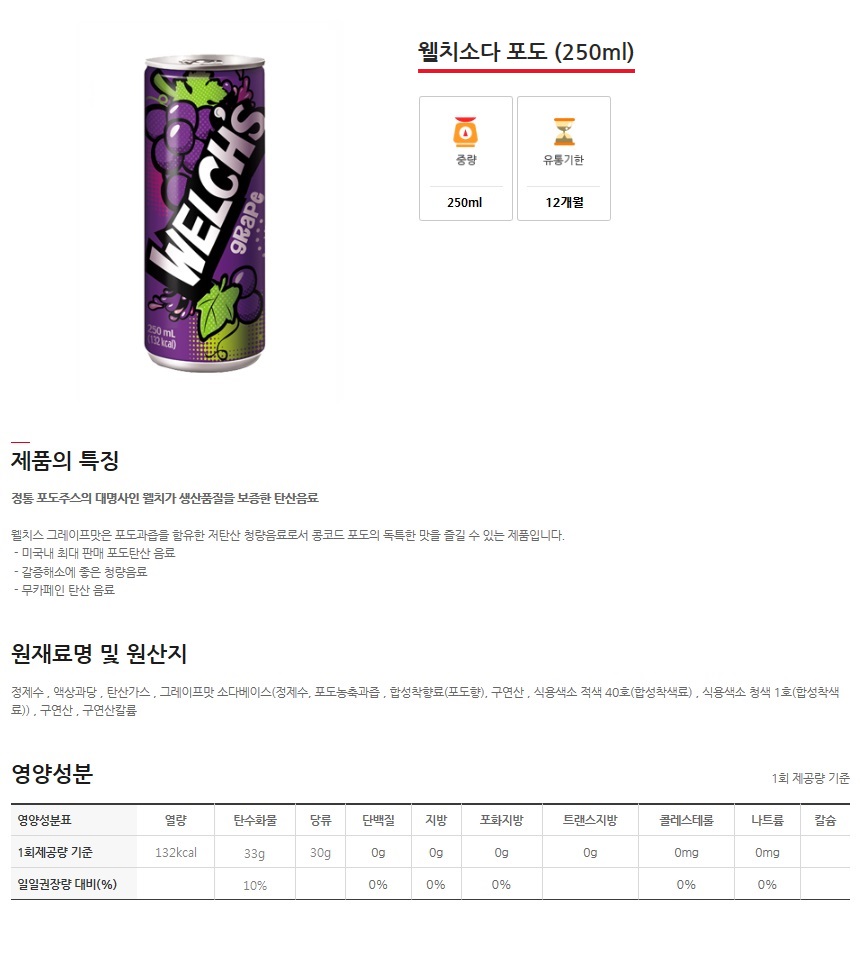 웰치소다 포도 (250ml)
중량
유통기한
250ml
12개월
WELCH'S
grape
250 mL
(132 kcal)
제품의 특징
정통 포도주스의 대명사인 웰치가 생산품질을 보증한 탄산음료
웰치스 그레이프맛은 포도과즙을 함유한 저탄산 청량음료로서 콩코드 포도의 독특한 맛을 즐길 수 있는 제품입니다.
- 미국내 최대 판매 포도탄산 음료
- 갈증해소에 좋은 청량음료
- 무카페인 탄산 음료
원재료명 및 원산지
정제수 , 액상과당 , 탄산가스 , 그레이프맛 소다베이스(정제수, 포도농축과즙 , 합성착향료(포도향), 구연산 , 식용색소 적색 40호(합성착색료) , 식용색소 청색 1호(합성착색
료)) , 구연산 , 구연산칼륨
영양성분
1회 제공량 기준
영양성분표 열량 탄수화물 당류 단백질 지방 포화지방 트랜스지방 콜레스테롤 나트륨 칼슘
1회제공량 기준 132kcal 33g 30g 0g 0g 0g 0g 0mg 0mg
일일권장량 대비(%) 10% 0% 0% 0% 0% 0%